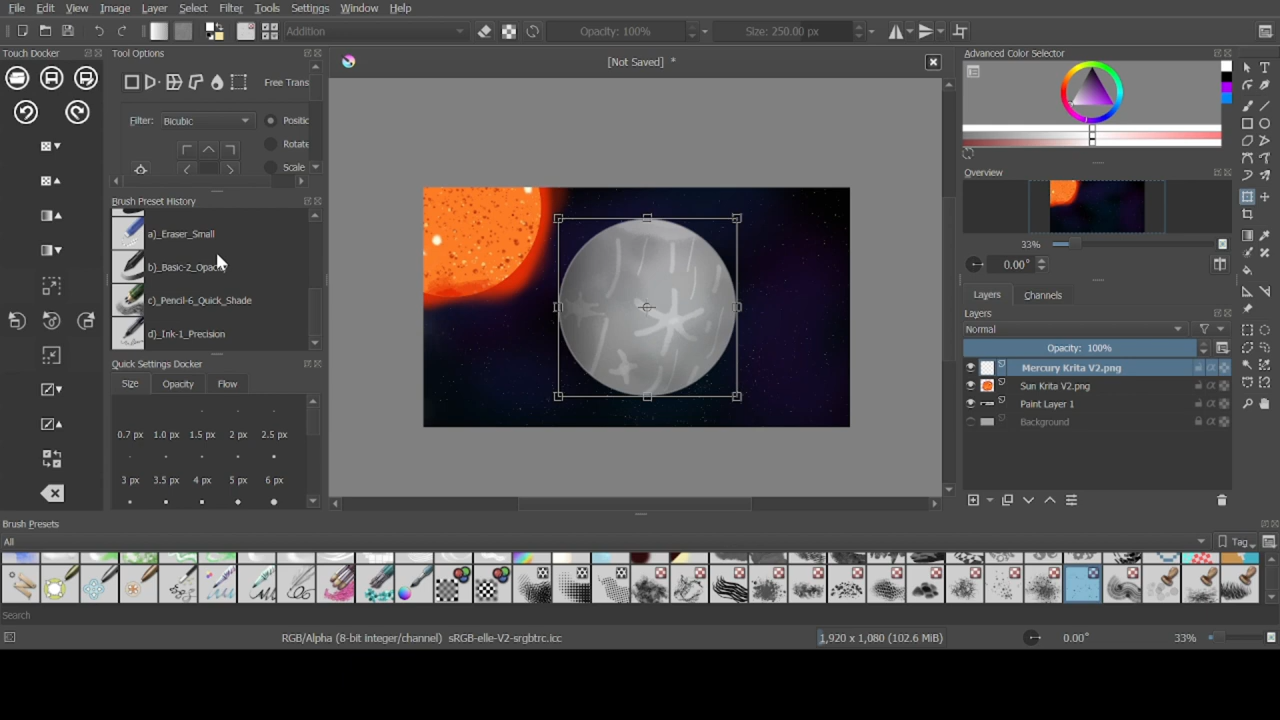 File Edit View Image Layer Select Filter Tools Settings Window Help
Addition Opacity: 100% Size: 250.00 px
Touch Docker Tool Options [Not Saved] * Advanced Color Selector
Free Trans
Filter: Bicubic Positic
Rotate
Scale
Overview
Brush Preset History
a)_Eraser_Small
33%
b)_Basic-2_Opacity
0.00°
Layers Channels
c)_Pencil-6_Quick_Shade
Layers
Normal
d)_Ink-1_Precision
Opacity: 100%
Quick Settings Docker
Mercury Krita V2.png
Size Opacity Flow
Sun Krita V2.png
Paint Layer 1
Background
0.7 px 1.0 px 1.5 px 2 px 2.5 px
3 px 3.5 px 4 px 5 px 6 px
Brush Presets
All Tag
Search
RGB/Alpha (8-bit integer/channel) sRGB-elle-V2-srgbtrc.icc 1,920 x 1,080 (102.6 MiB) 0.00° 33%